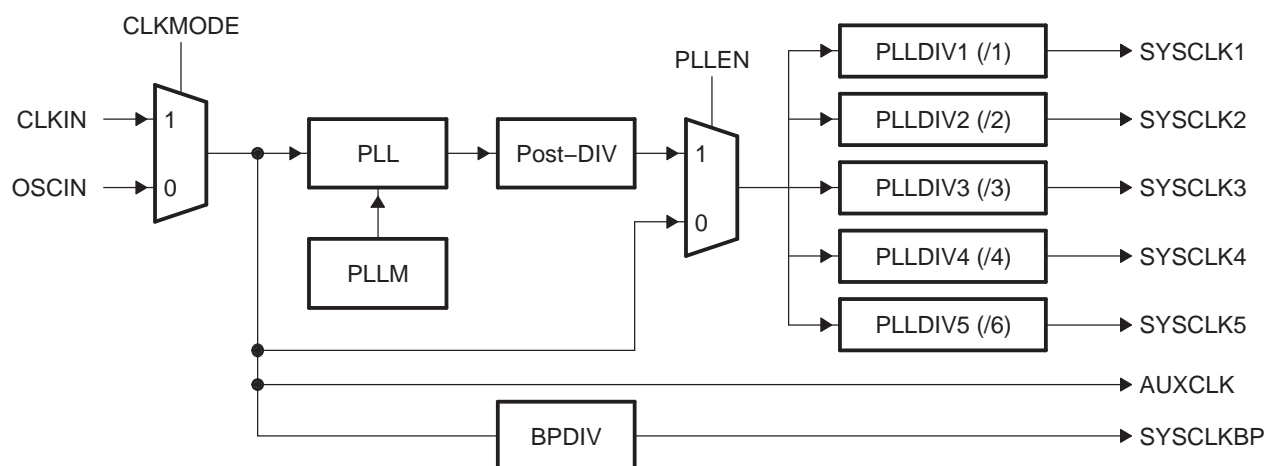 CLKMODE
CLKIN
OSCIN
1
0
PLL
PLLM
Post–DIV
PLLEN
1
0
PLLDIV1 (/1)
SYSCLK1
PLLDIV2 (/2)
SYSCLK2
PLLDIV3 (/3)
SYSCLK3
PLLDIV4 (/4)
SYSCLK4
PLLDIV5 (/6)
SYSCLK5
AUXCLK
BPDIV
SYSCLKBP